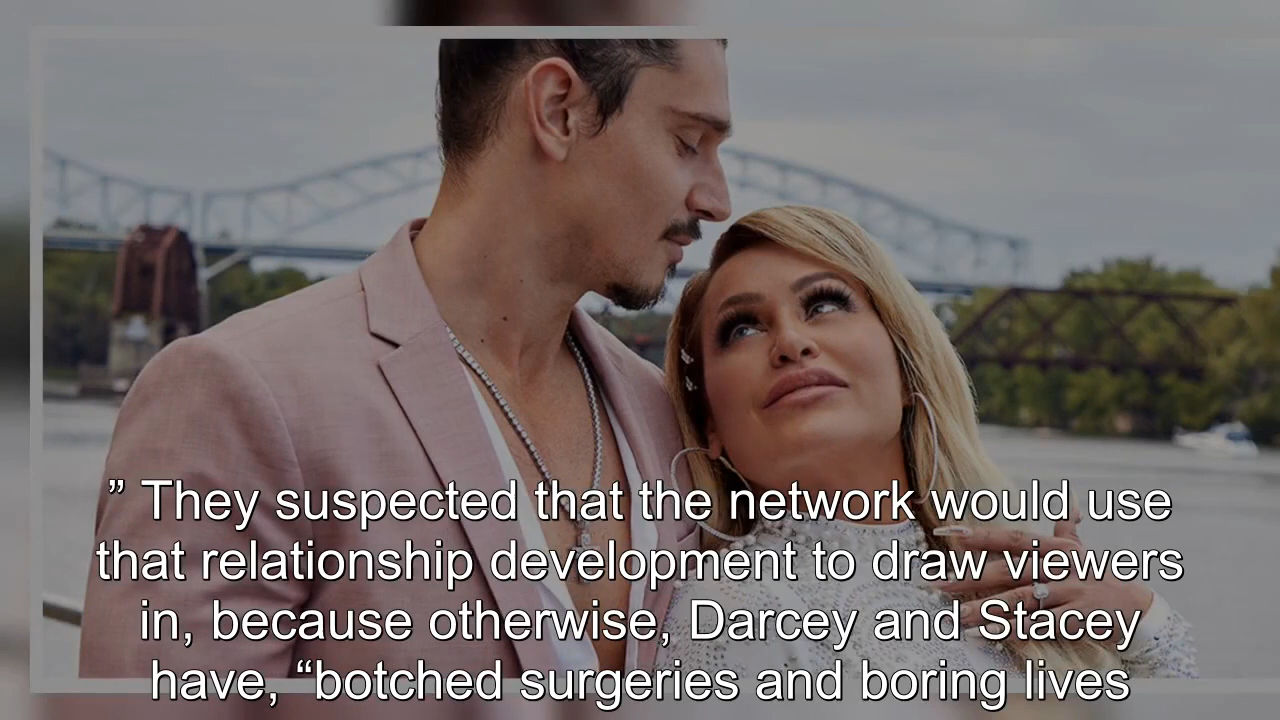 ” They suspected that the network would use
that relationship development to draw viewers
in, because otherwise, Darcey and Stacey
have, “botched surgeries and boring lives